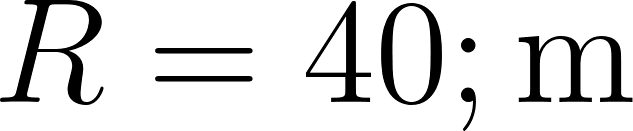 R = 40; m